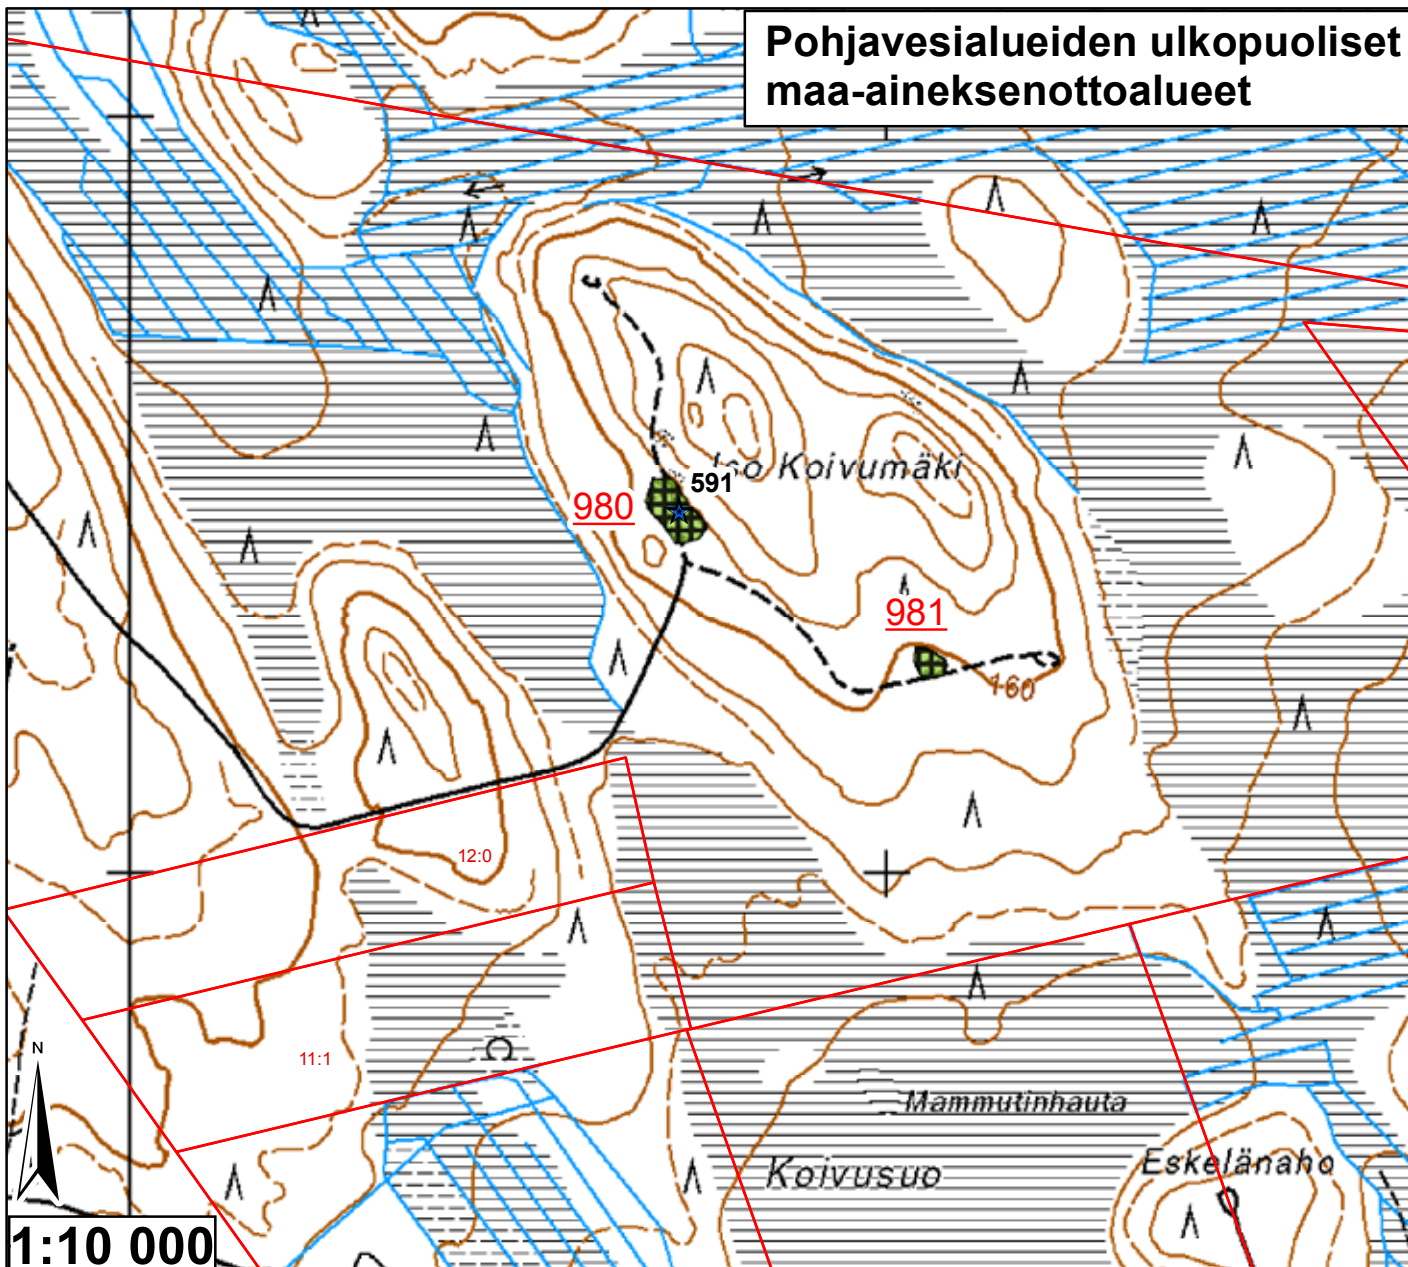 Pohjavesialueiden ulkopuoliset
maa-aineksenottoalueet
Iso Koivumäki
591
980
981
160
12:0
11:1
N
Mammutinhauta
Koivusuo
Eskelänaho
1:10 000